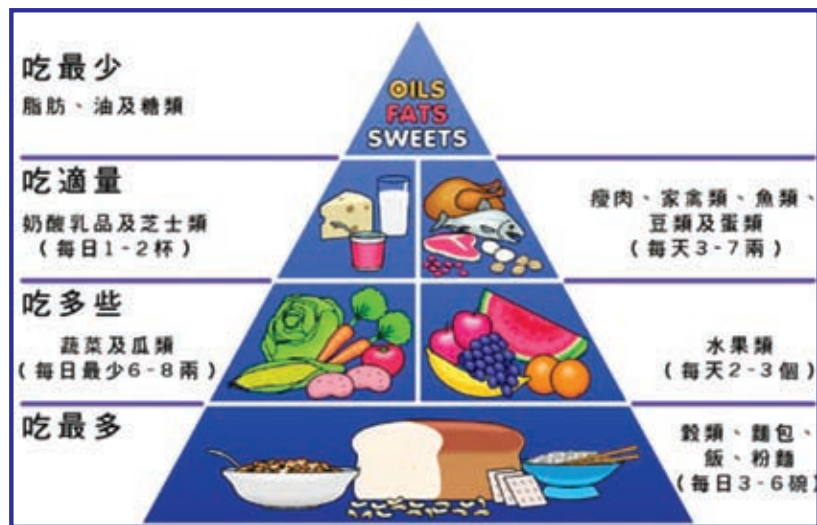 吃最少
脂肪、油及糖類
OILS
FATS
SWEETS
吃適量
奶酸乳品及芝士類
(每日1-2杯)
瘦肉、家禽類、魚類、
豆類及蛋類
(每天3-7兩)
吃多些
蔬菜及瓜類
(每日最少6-8兩)
水果類
(每天2-3個)
吃最多
穀類、麵包、
飯、粉麵
(每日3-6碗)